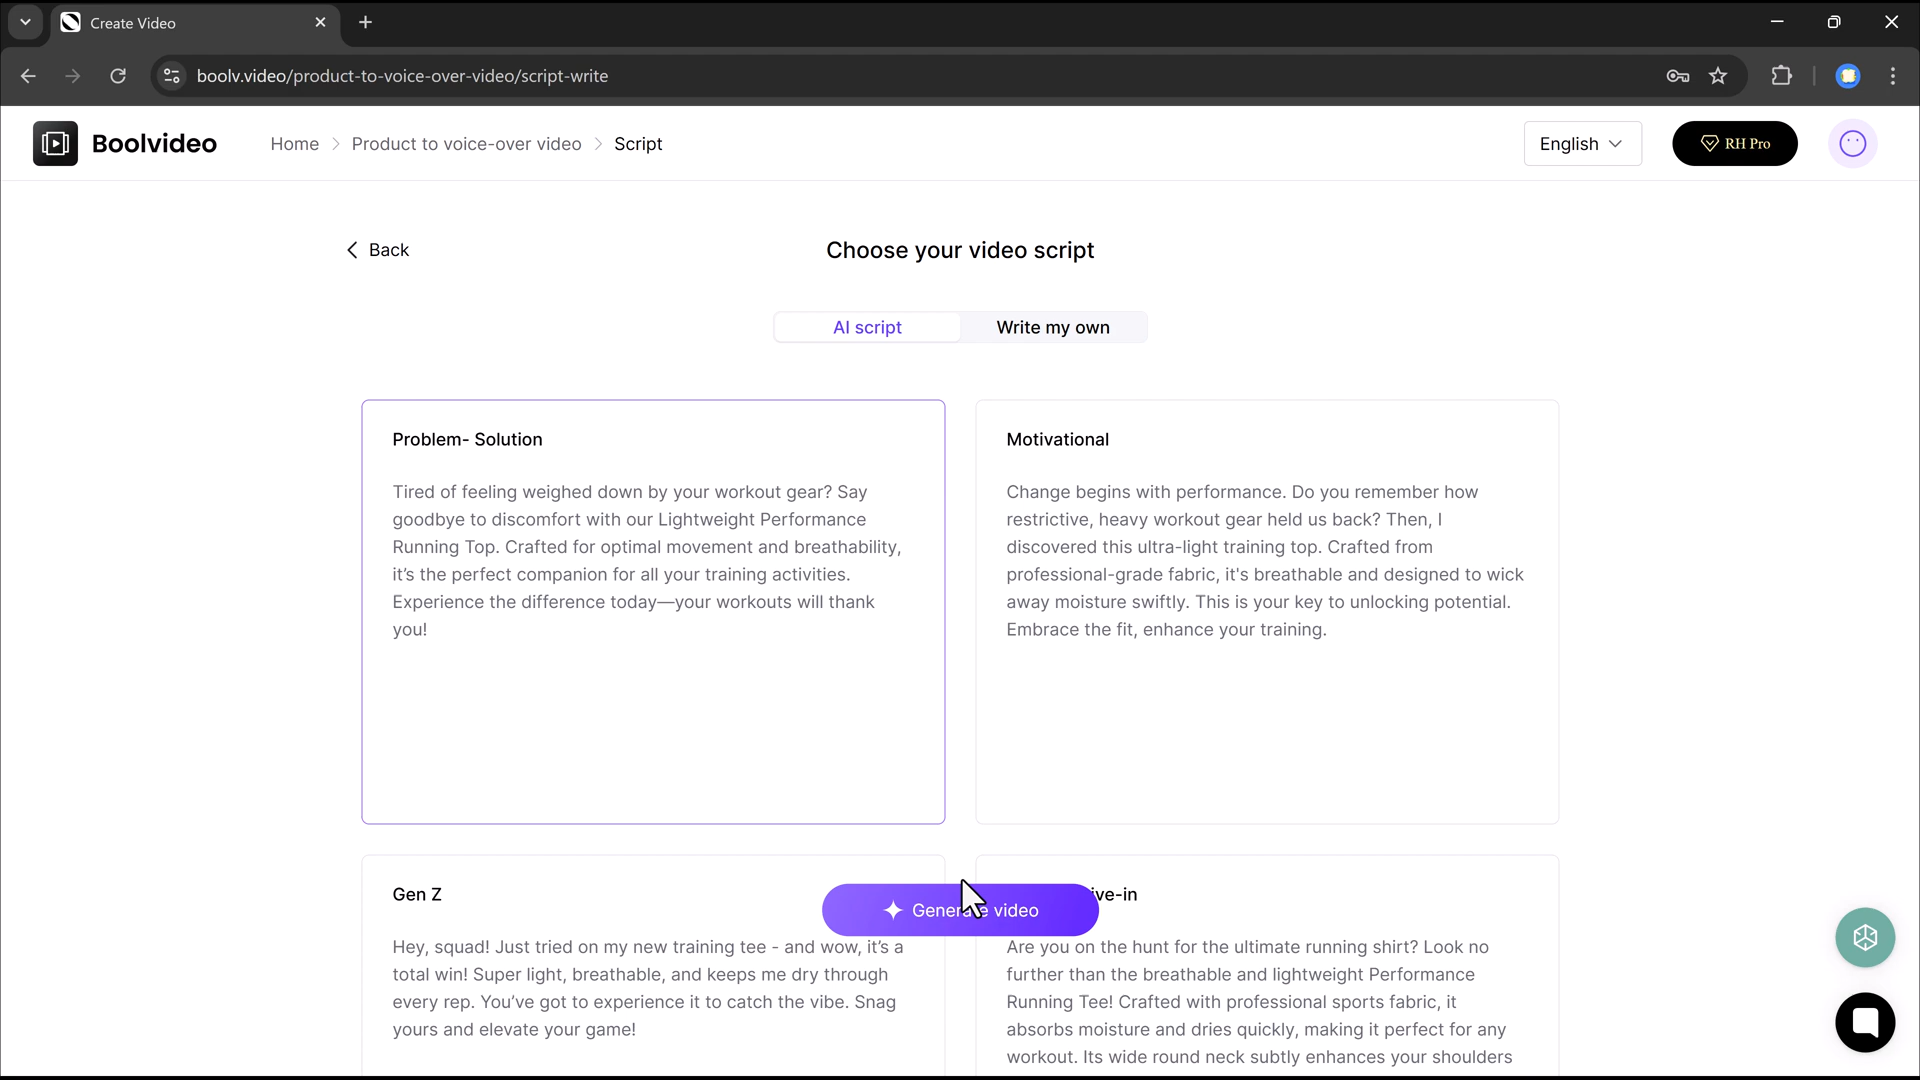 Create Video
boolv.video/product-to-voice-over-video/script-write
Boolvideo
Home
Product to voice-over video
Script
English
RH Pro
Back
Choose your video script
AI script
Write my own
Problem- Solution
Tired of feeling weighed down by your workout gear? Say
goodbye to discomfort with our Lightweight Performance
Running Top. Crafted for optimal movement and breathability,
it's the perfect companion for all your training activities.
Experience the difference today—your workouts will thank
you!
Motivational
Change begins with performance. Do you remember how
restrictive, heavy workout gear held us back? Then, I
discovered this ultra-light training top. Crafted from
professional-grade fabric, it's breathable and designed to wick
away moisture swiftly. This is your key to unlocking potential.
Embrace the fit, enhance your training.
Gen Z
Hey, squad! Just tried on my new training tee - and wow, it's a
total win! Super light, breathable, and keeps me dry through
every rep. You've got to experience it to catch the vibe. Snag
yours and elevate your game!
Generate video
ive-in
Are you on the hunt for the ultimate running shirt? Look no
further than the breathable and lightweight Performance
Running Tee! Crafted with professional sports fabric, it
absorbs moisture and dries quickly, making it perfect for any
workout. Its wide round neck subtly enhances your shoulders